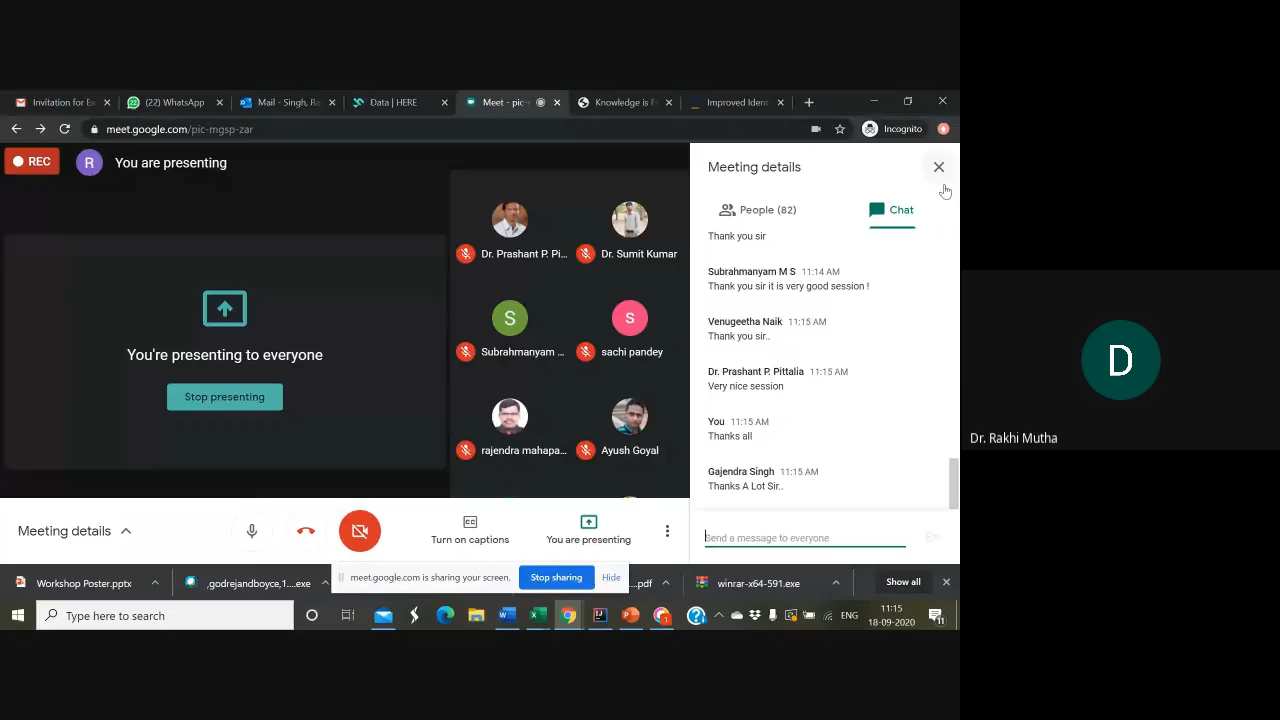 Invitation for Ex
(22) WhatsApp
Mail - Singh, Ra
Data | HERE
Meet - pic-
Knowledge is F
Improved Ident
meet.google.com/pic-mgsp-zar
Incognito
REC
R
You are presenting
Meeting details
People (82)
Chat
Thank you sir
Subrahmanyam M S 11:14 AM
Thank you sir it is very good session !
Venugeetha Naik 11:15 AM
Thank you sir..
Dr. Prashant P. Pittalia 11:15 AM
Very nice session
You 11:15 AM
Thanks all
Gajendra Singh 11:15 AM
Thanks A Lot Sir..
Send a message to everyone
You're presenting to everyone
Stop presenting
Dr. Prashant P. Pi...
Dr. Sumit Kumar
S
s
Subrahmanyam ...
sachi pandey
rajendra mahapa...
Ayush Goyal
Meeting details
CC
Turn on captions
You are presenting
meet.google.com is sharing your screen.
Stop sharing
Hide
Workshop Poster.pptx
,godrejandboyce,1....exe
....pdf
winrar-x64-591.exe
Show all
Type here to search
ENG
11:15
18-09-2020
11
D
Dr. Rakhi Mutha